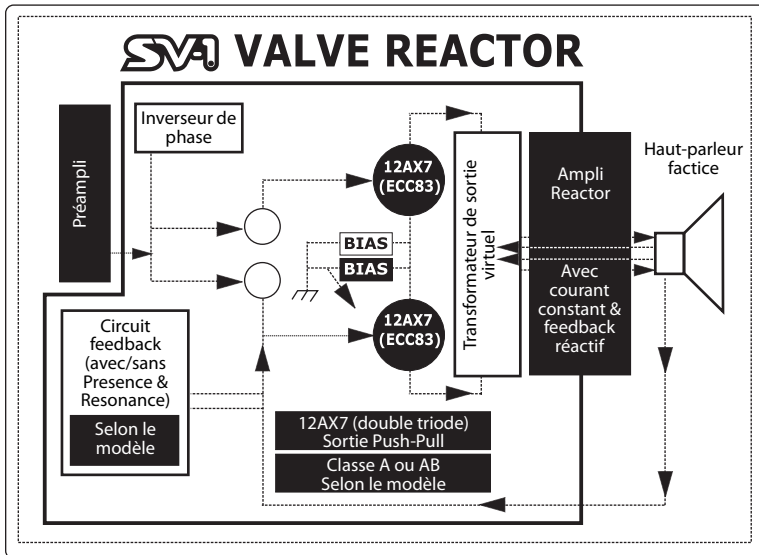 SV-1 VALVE REACTOR
Préampli
Inverseur de
phase
12AX7
(ECC83)
BIAS
BIAS
12AX7
(ECC83)
Transformateur de sortie
virtuel
Ampli
Reactor
Avec
courant
constant &
feedback
réactif
Haut-parleur
factice
Circuit
feedback
(avec/sans
Presence &
Resonance)
Selon le
modèle
12AX7 (double triode)
Sortie Push-Pull
Classe A ou AB
Selon le modèle